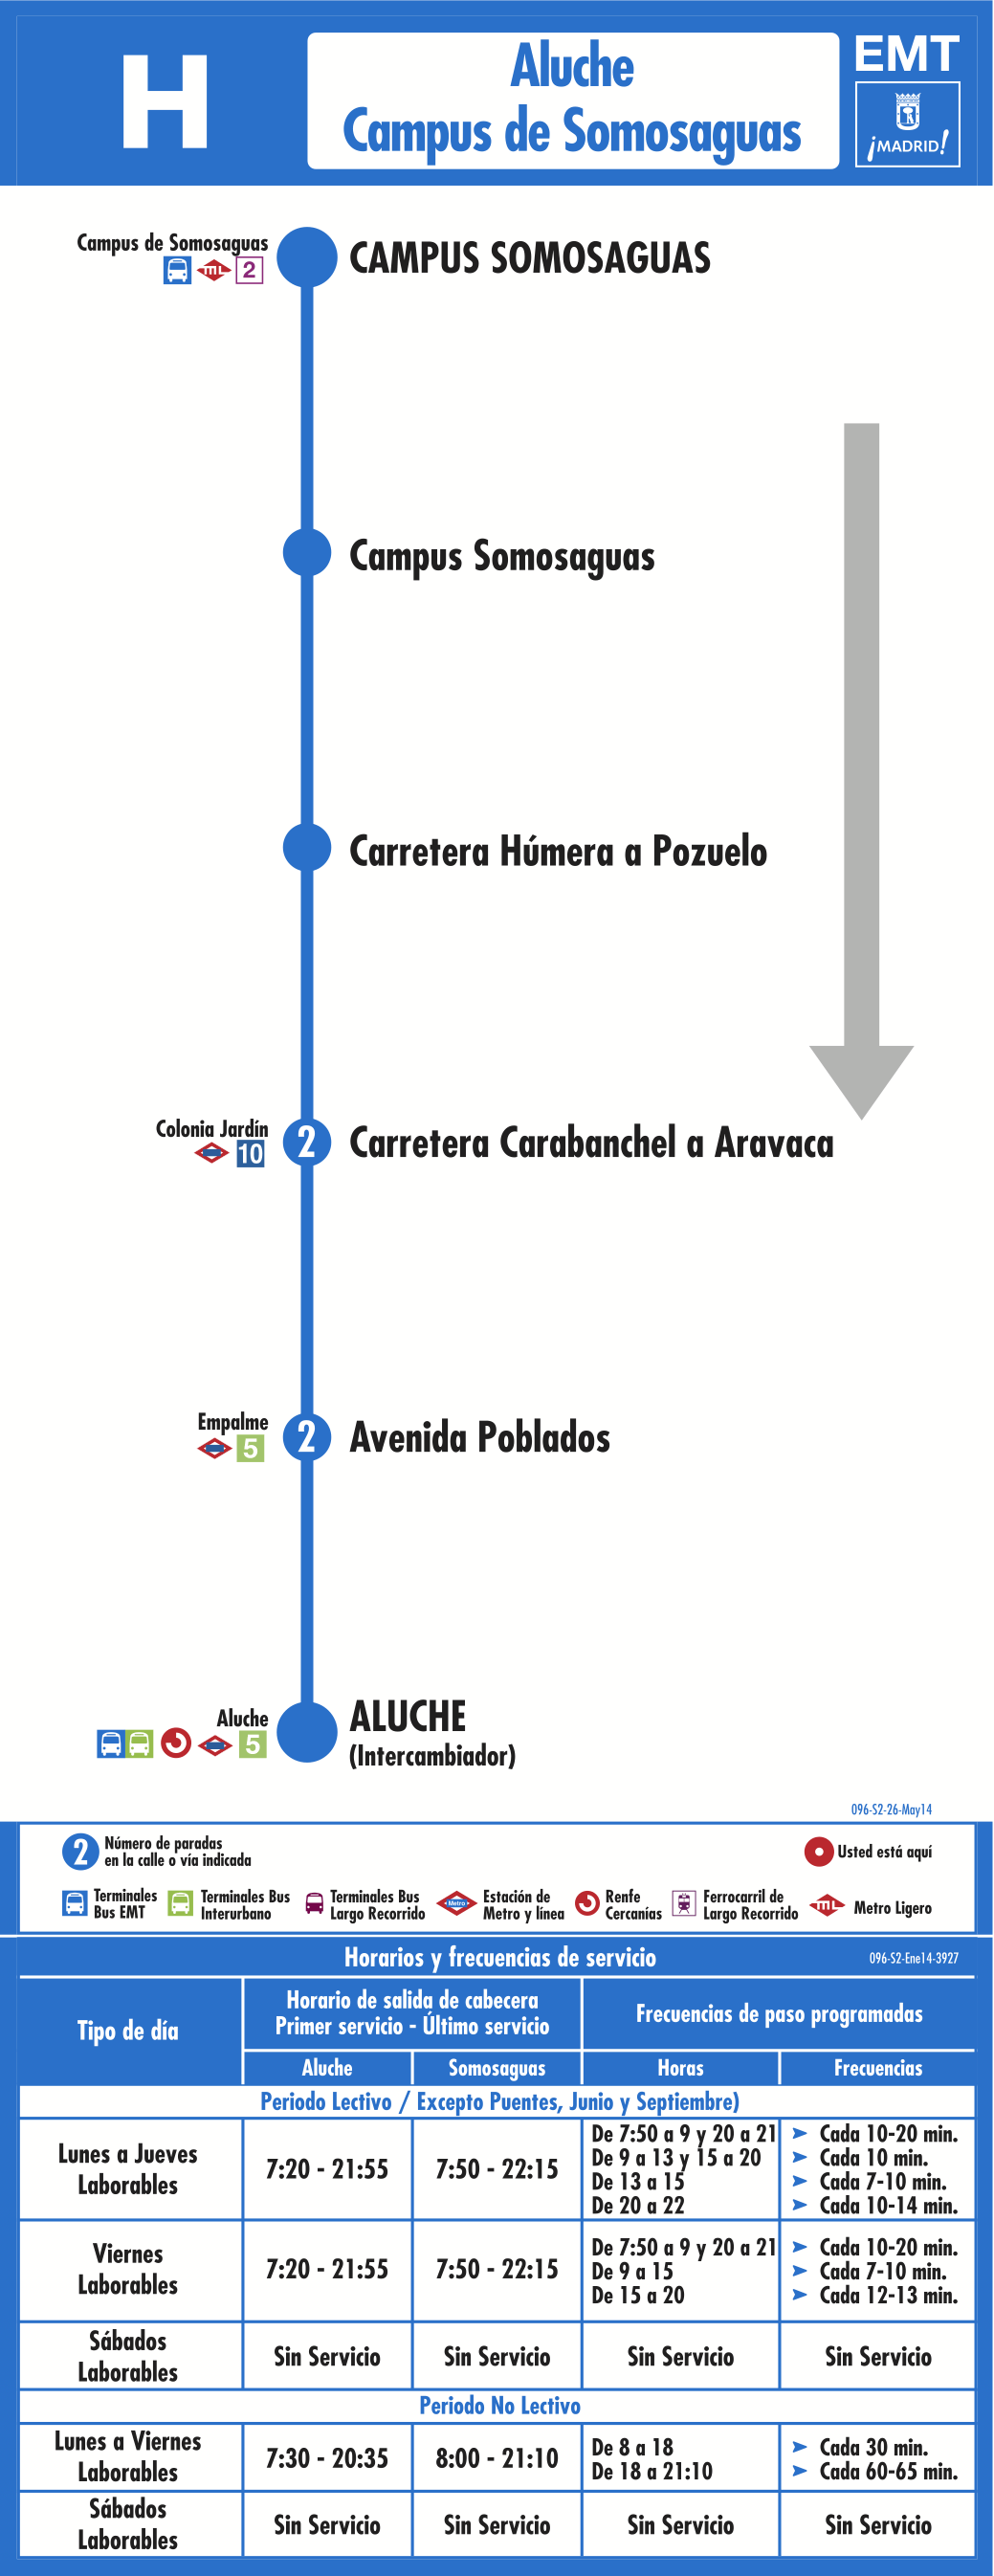 H
Aluche
Campus de Somosaguas
EMT
¡MADRID!
Campus de Somosaguas
mL 2
CAMPUS SOMOSAGUAS
Campus Somosaguas
Carretera Húmera a Pozuelo
Colonia Jardín
10
2
Carretera Carabanchel a Aravaca
Empalme
5
2
Avenida Poblados
Aluche
5
ALUCHE
(Intercambiador)
096-S2-26-May14
2
Número de paradas
en la calle o vía indicada
Usted está aquí
Terminales
Bus EMT
Terminales Bus
Interurbano
Terminales Bus
Largo Recorrido
Metro
Estación de
Metro y línea
Renfe
Cercanías
Ferrocarril de
Largo Recorrido
mL
Metro Ligero
Horarios y frecuencias de servicio
096-S2-Ene14-3927
Tipo de día
Horario de salida de cabecera
Primer servicio - Último servicio
Frecuencias de paso programadas
Aluche
Somosaguas
Horas
Frecuencias
Periodo Lectivo / Excepto Puentes, Junio y Septiembre)
Lunes a Jueves
Laborables
7:20 - 21:55
7:50 - 22:15
De 7:50 a 9 y 20 a 21 ➤ Cada 10-20 min.
De 9 a 13 y 15 a 20 ➤ Cada 10 min.
De 13 a 15 ➤ Cada 7-10 min.
De 20 a 22 ➤ Cada 10-14 min.
Viernes
Laborables
7:20 - 21:55
7:50 - 22:15
De 7:50 a 9 y 20 a 21 ➤ Cada 10-20 min.
De 9 a 15 ➤ Cada 7-10 min.
De 15 a 20 ➤ Cada 12-13 min.
Sábados
Laborables
Sin Servicio
Sin Servicio
Sin Servicio
Sin Servicio
Periodo No Lectivo
Lunes a Viernes
Laborables
7:30 - 20:35
8:00 - 21:10
De 8 a 18 ➤ Cada 30 min.
De 18 a 21:10 ➤ Cada 60-65 min.
Sábados
Laborables
Sin Servicio
Sin Servicio
Sin Servicio
Sin Servicio